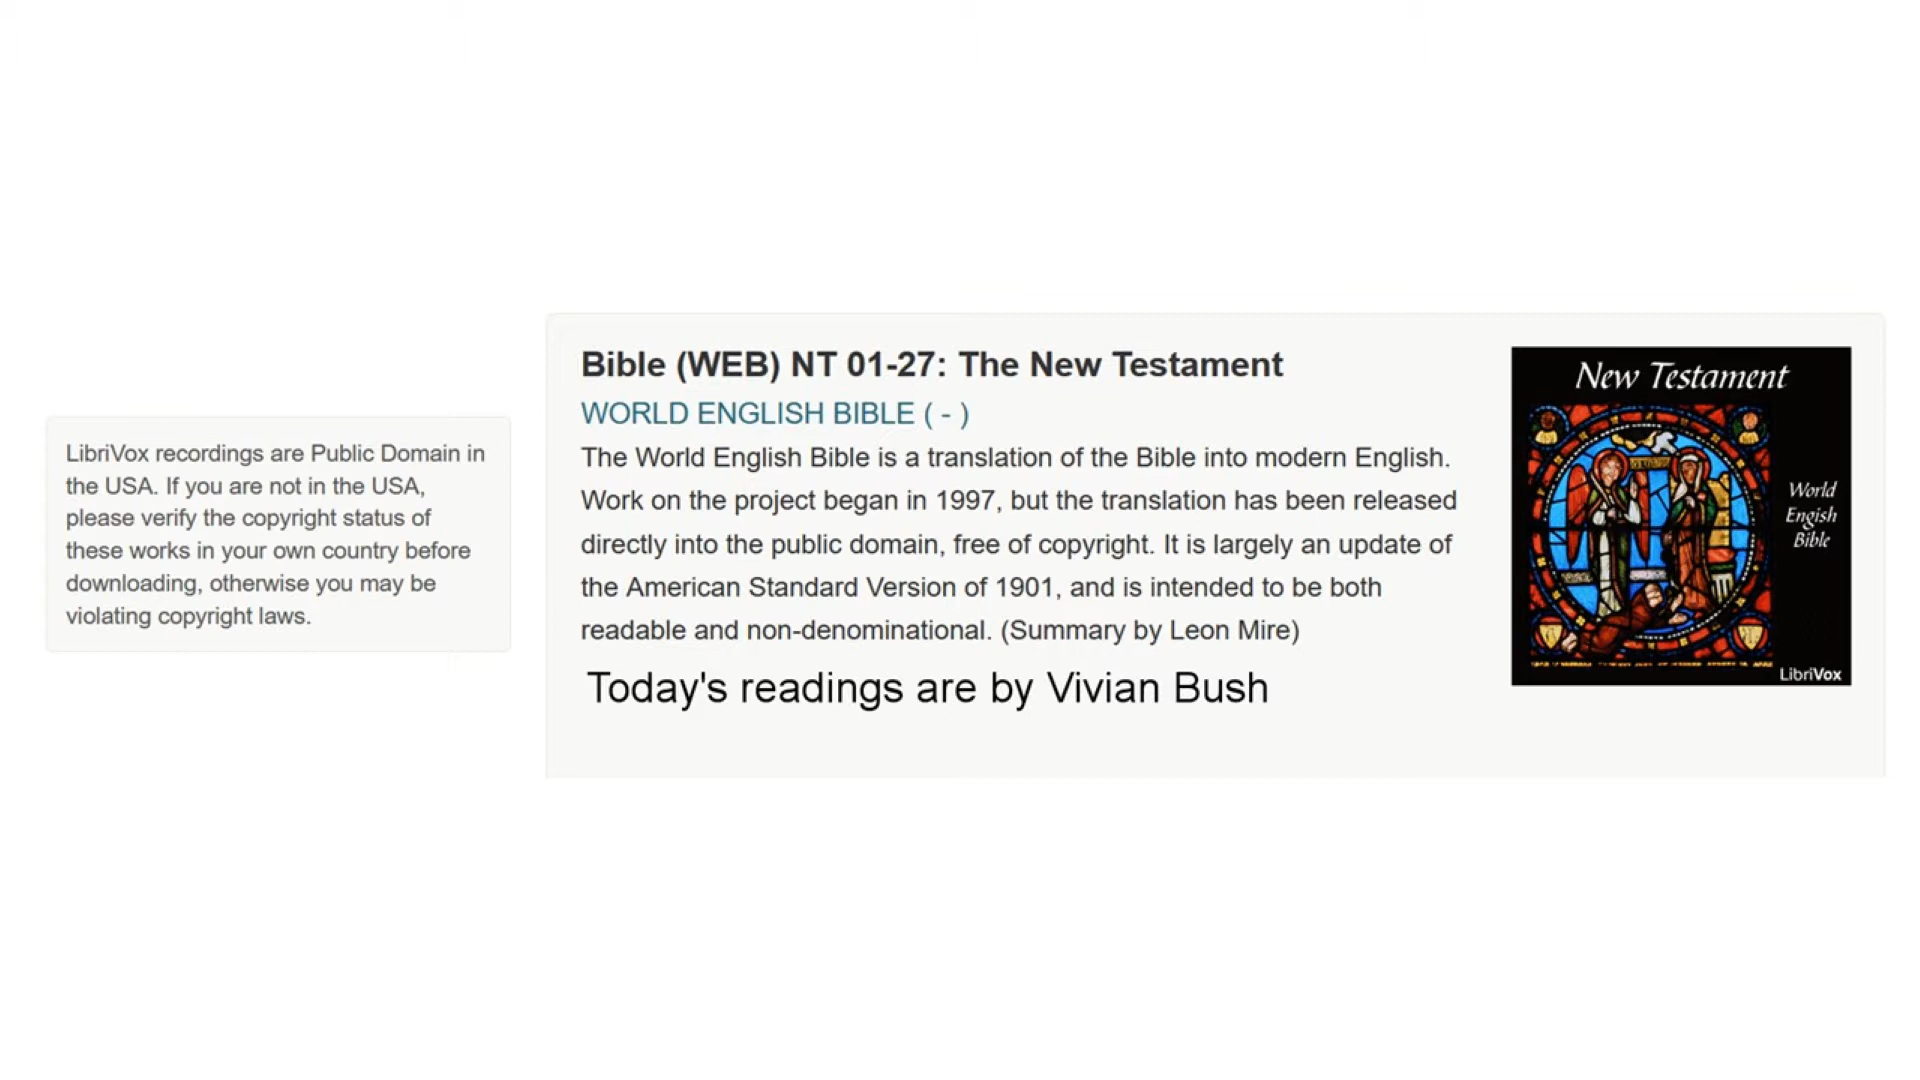 LibriVox recordings are Public Domain in
the USA. If you are not in the USA,
please verify the copyright status of
these works in your own country before
downloading, otherwise you may be
violating copyright laws.
Bible (WEB) NT 01-27: The New Testament
WORLD ENGLISH BIBLE ( - )
The World English Bible is a translation of the Bible into modern English.
Work on the project began in 1997, but the translation has been released
directly into the public domain, free of copyright. It is largely an update of
the American Standard Version of 1901, and is intended to be both
readable and non-denominational. (Summary by Leon Mire)
Today's readings are by Vivian Bush
New Testament
World
Engish
Bible
LibriVox